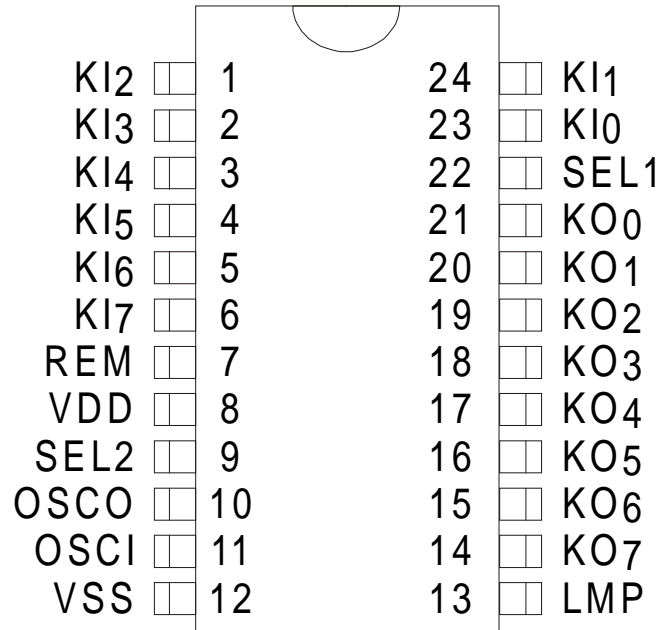 KI2 1 24 KI1
KI3 2 23 KI0
KI4 3 22 SEL1
KI5 4 21 KO0
KI6 5 20 KO1
KI7 6 19 KO2
REM 7 18 KO3
VDD 8 17 KO4
SEL2 9 16 KO5
OSCO 10 15 KO6
OSCI 11 14 KO7
VSS 12 13 LMP